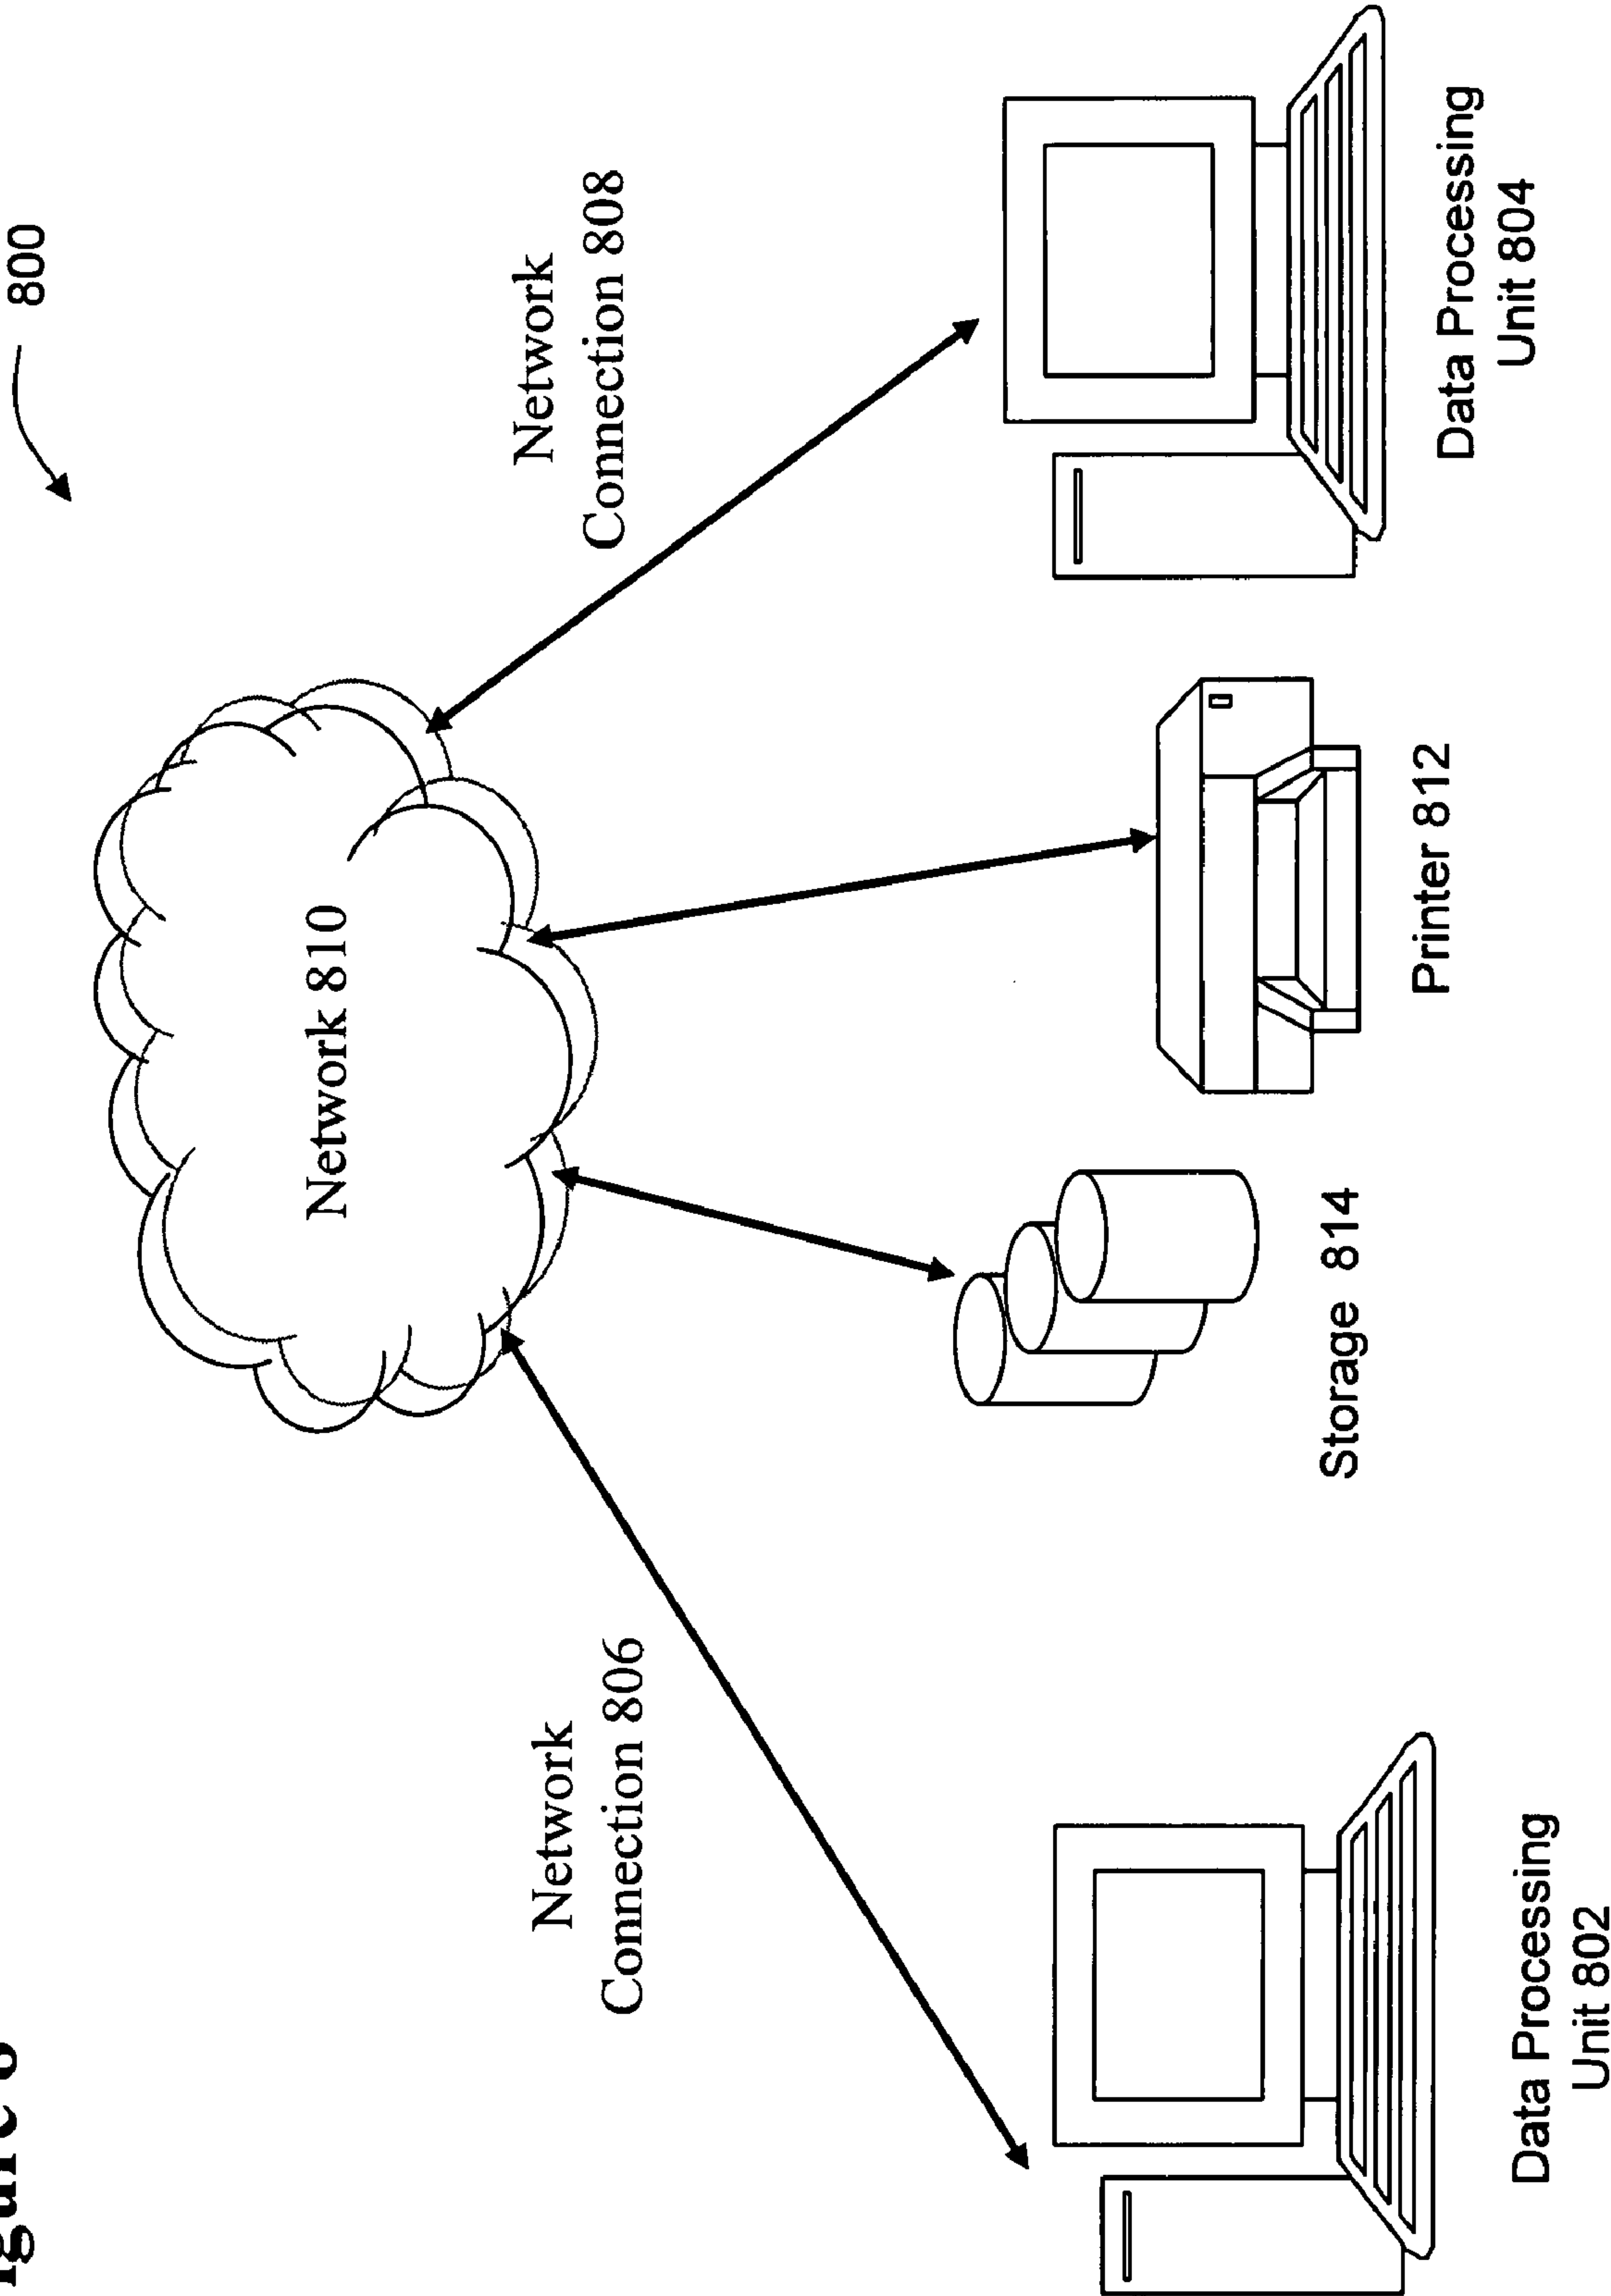 800
Network 810
Network
Connection 808
Network
Connection 806
Data Processing
Unit 802
Storage 814
Printer 812
Data Processing
Unit 804